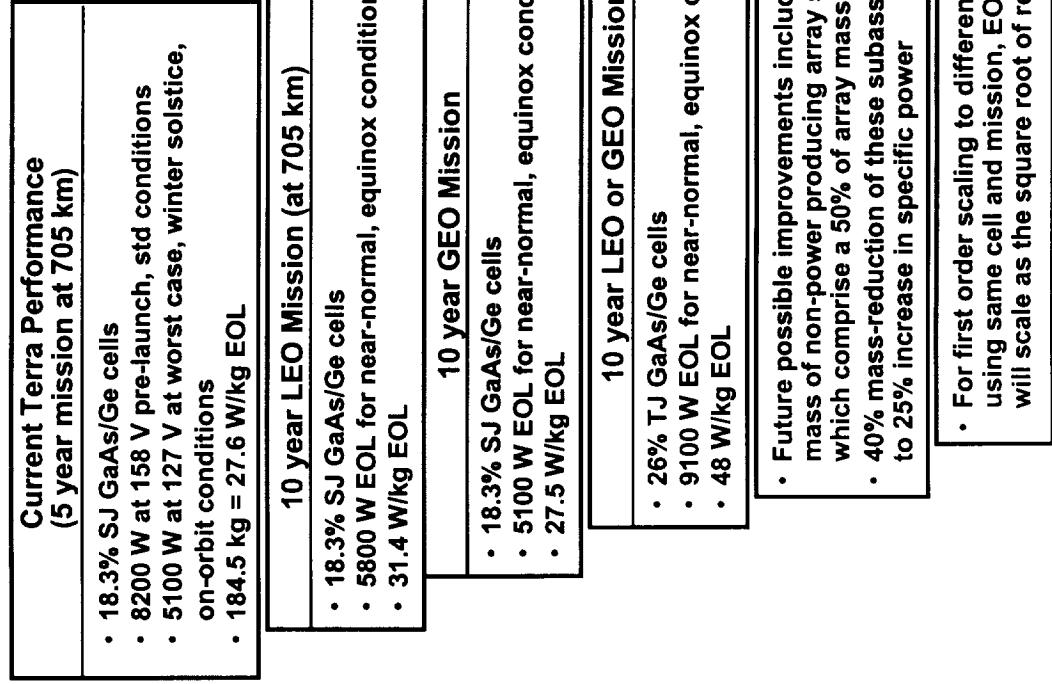 Current Terra Performance
(5 year mission at 705 km)
• 18.3% SJ GaAs/Ge cells
• 8200 W at 158 V pre-launch, std conditions
• 5100 W at 127 V at worst case, winter solstice,
on-orbit conditions
• 184.5 kg = 27.6 W/kg EOL
10 year LEO Mission (at 705 km)
• 18.3% SJ GaAs/Ge cells
• 5800 W EOL for near-normal, equinox condition
• 31.4 W/kg EOL
10 year GEO Mission
• 18.3% SJ GaAs/Ge cells
• 5100 W EOL for near-normal, equinox cond
• 27.5 W/kg EOL
10 year LEO or GEO Mission
• 26% TJ GaAs/Ge cells
• 9100 W EOL for near-normal, equinox
• 48 W/kg EOL
• Future possible improvements includ
mass of non-power producing array
which comprise a 50% of array mass
• 40% mass-reduction of these subass
to 25% increase in specific power
• For first order scaling to differen
using same cell and mission, EO
will scale as the square root of